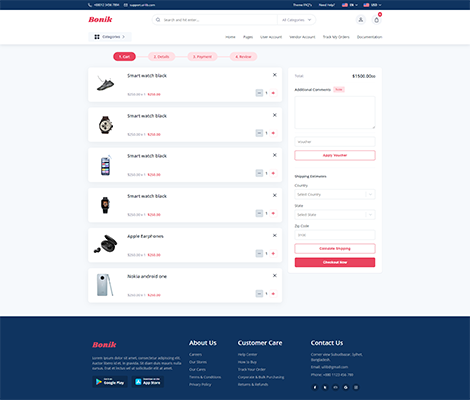 +88012 3456 7894 support@ui-lib.com Theme FAQ's Need Help? EN USD
Bonik
Search and hit enter... All Categories
0
Categories
Home Pages User Account Vendor Account Track My Orders Documentation
1. Cart 2. Details 3. Payment 4. Review
Smart watch black
$250.00 x 1 $250.00
1
Smart watch black
$250.00 x 1 $250.00
1
Smart watch black
$250.00 x 1 $250.00
1
Smart watch black
$250.00 x 1 $250.00
1
Apple EarpHones
$250.00 x 1 $250.00
1
Nokia android one
$250.00 x 1 $250.00
1
Total: $1500.00
Additional Comments Note
Voucher
Apply Voucher
Shipping Estimates
Country
Select Country
State
Select State
Zip Code
3100
Calculate Shipping
Checkout Now
Bonik
Lorem ipsum dolor sit amet, consectetur adipiscing elit.
Auctor libero id et, in gravida. Sit diam duis mauris nulla
cursus. Erat et lectus vel ut sollicitudin elit at amet.
Google Play
App Store
About Us
Careers
Our Stores
Our Cares
Terms & Conditions
Privacy Policy
Customer Care
Help Center
How to Buy
Track Your Order
Corporate & Bulk Purchasing
Returns & Refunds
Contact Us
Bangladesh.
Email: uilib@gmail.com
Phone: +880 1123 456 789